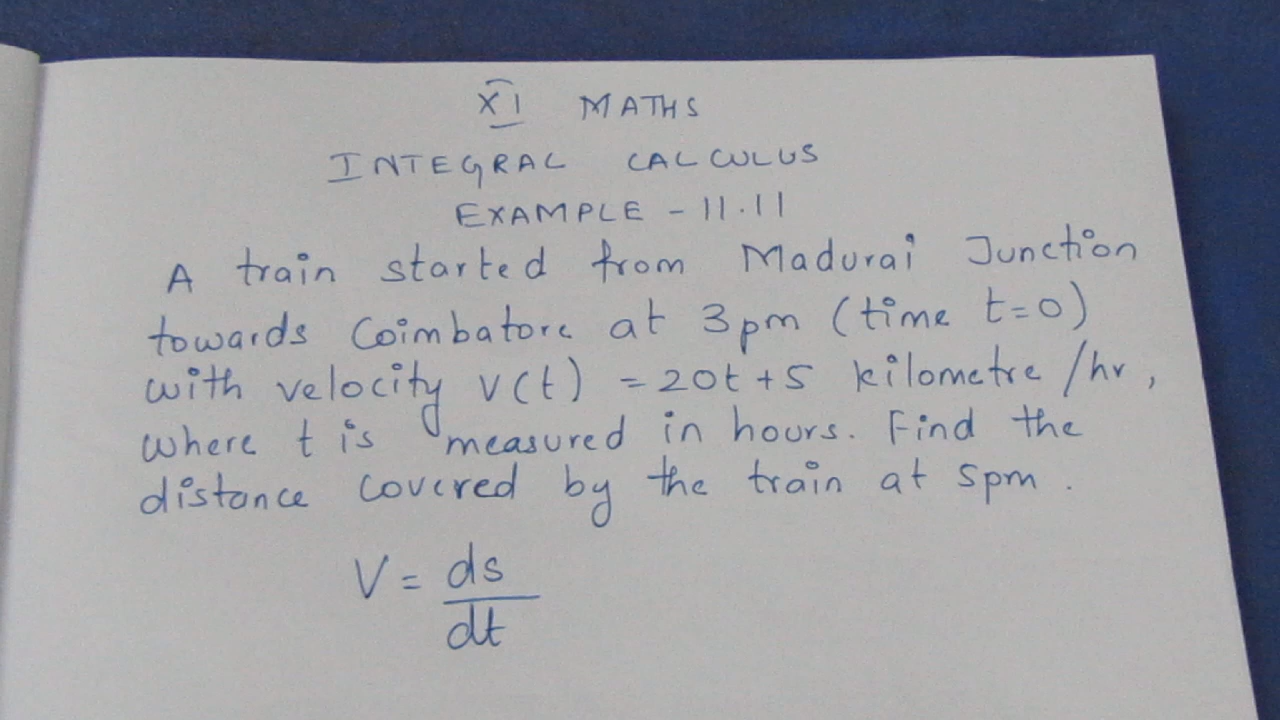 XI MATHS
INTEGRAL CALCULUS
EXAMPLE - 11.11
A train started from Madurai Junction
towards Coimbatore at 3pm (time t=0)
with velocity v(t) = 20t + 5 kilometre /hr,
where t is measured in hours. Find the
distance covered by the train at 5pm.
V = ds/dt